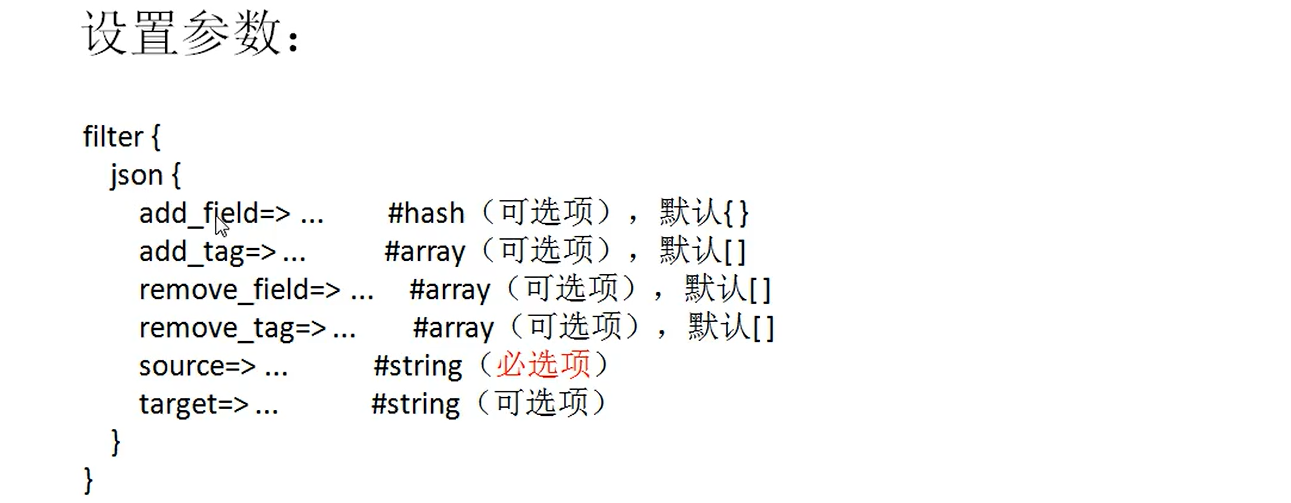 设置参数：
filter {
json {
add_field=> ... #hash（可选项），默认{}
add_tag=> ... #array（可选项），默认[]
remove_field=> ... #array（可选项），默认[]
remove_tag=> ... #array（可选项），默认[]
source=> ... #string（必选项）
target=> ... #string（可选项）
}
}